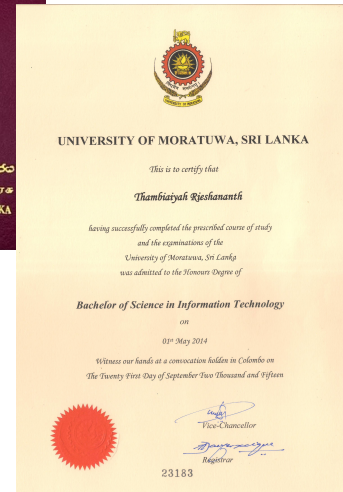 UNIVERSITY OF MORATUWA, SRI LANKA
This is to certify that
Thambiaiyah Rieshananth
having successfully completed the prescribed course of study
and the examinations of the
University of Moratuwa, Sri Lanka
was admitted to the Honours Degree of
Bachelor of Science in Information Technology
on
01st May 2014
Witness our hands at a convocation holden in Colombo on
The Twenty First Day of September Two Thousand and Fifteen
Vice-Chancellor
Registrar
23183
KA